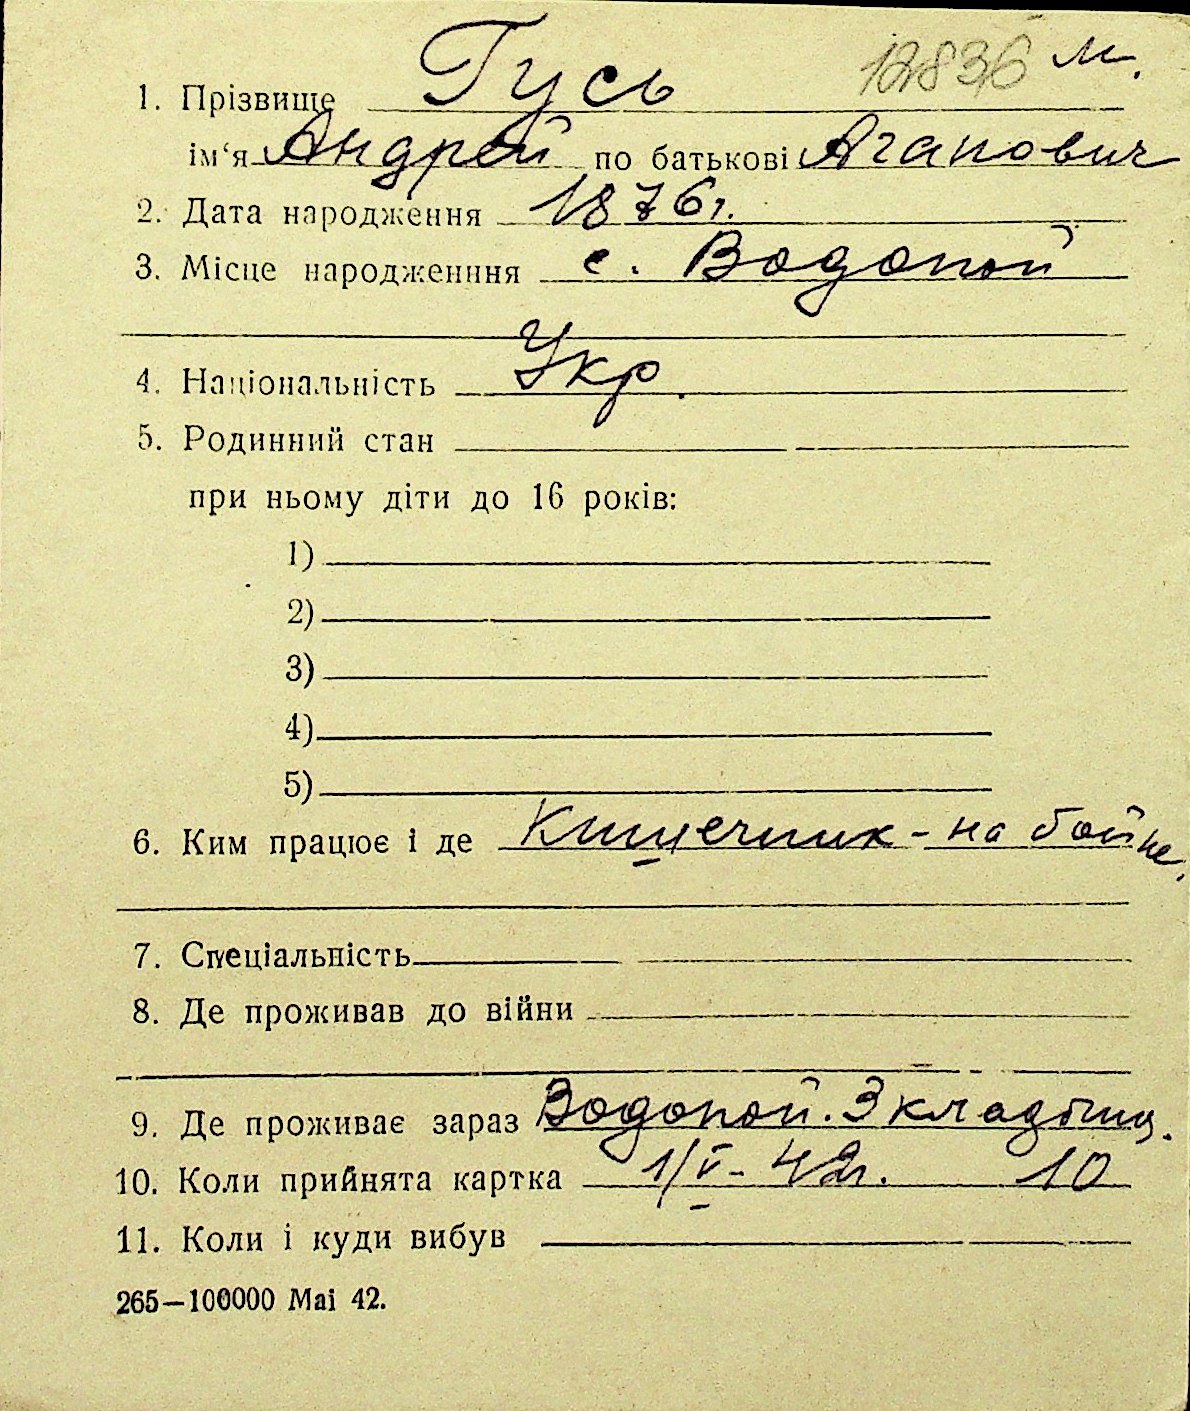 12836 м.
1. Прізвище Гусь
ім‘я Андрей по батькові Агапович
2. Дата народження 1876 г.
3. Місце народженння с. Водопой
4. Національність Укр.
5. Родинний стан
при ньому діти до 16 років:
1)
2)
3)
4)
5)
6. Ким працює і де Кишечник - на бойне.
7. Спеціальність
8. Де проживав до війни
9. Де проживає зараз Водопой. 3 кладбищ.
10. Коли прийнята картка 1/V - 42г. 10
11. Коли і куди вибув
265—100000 Mai 42.